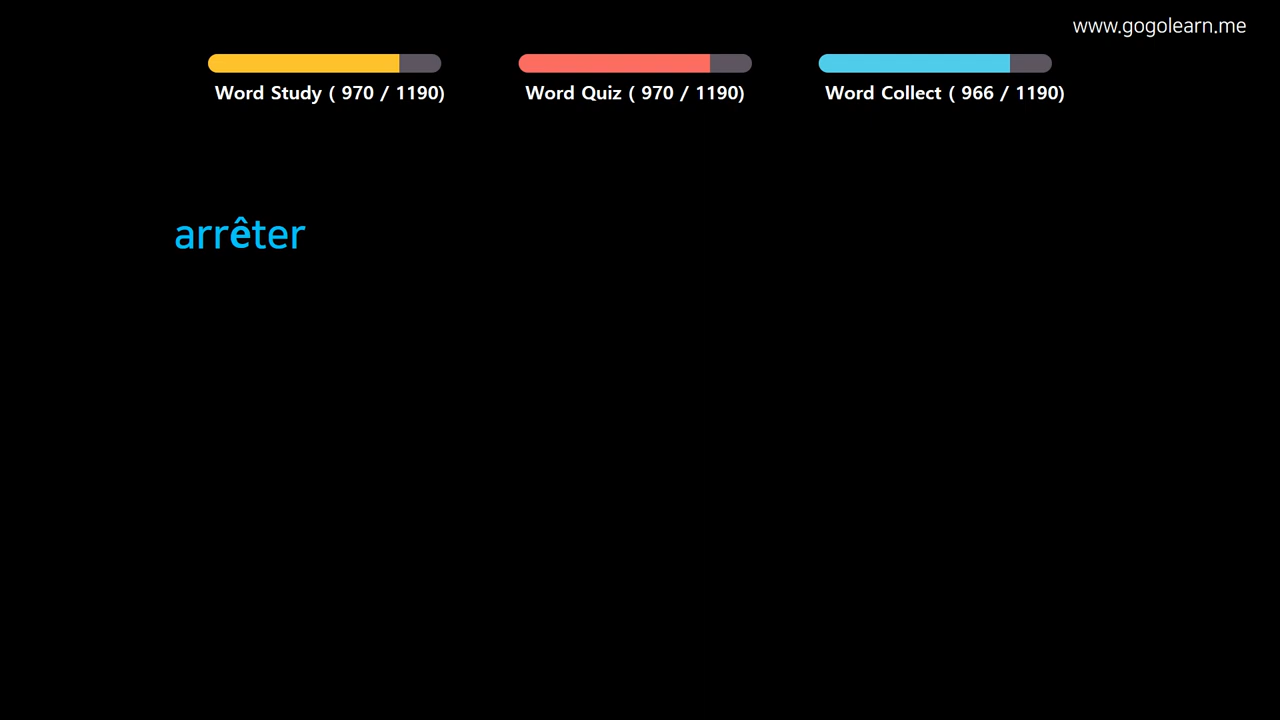 www.gogolearn.me
Word Study ( 970 / 1190)
Word Quiz ( 970 / 1190)
Word Collect ( 966 / 1190)
arrêter